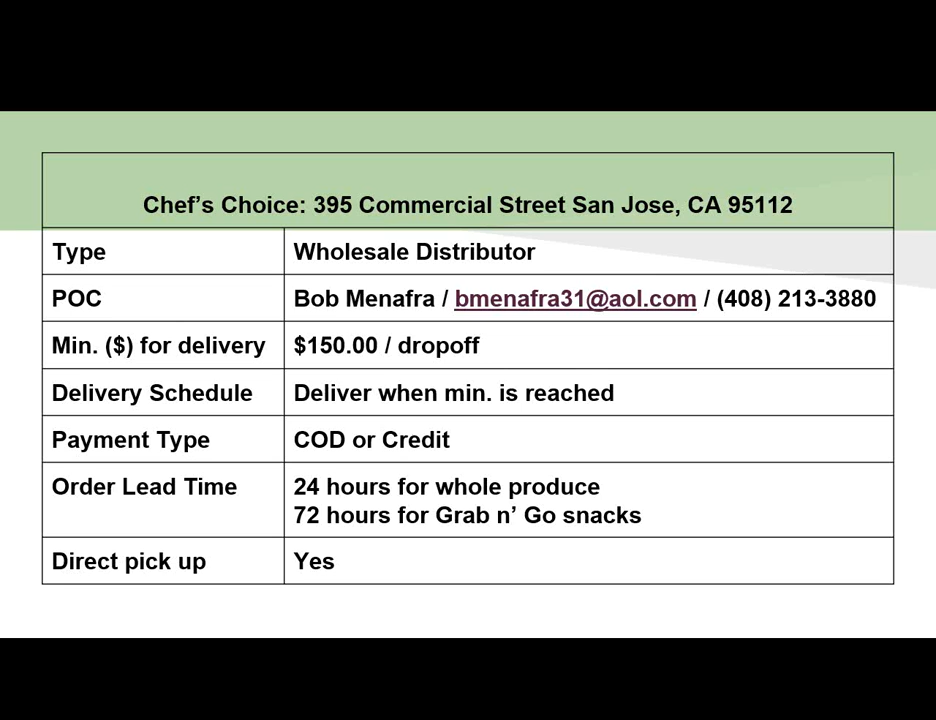 Chef’s Choice: 395 Commercial Street San Jose, CA 95112
Type Wholesale Distributor
POC Bob Menafra / bmenafra31@aol.com / (408) 213-3880
Min. ($) for delivery $150.00 / dropoff
Delivery Schedule Deliver when min. is reached
Payment Type COD or Credit
Order Lead Time 24 hours for whole produce
72 hours for Grab n’ Go snacks
Direct pick up Yes